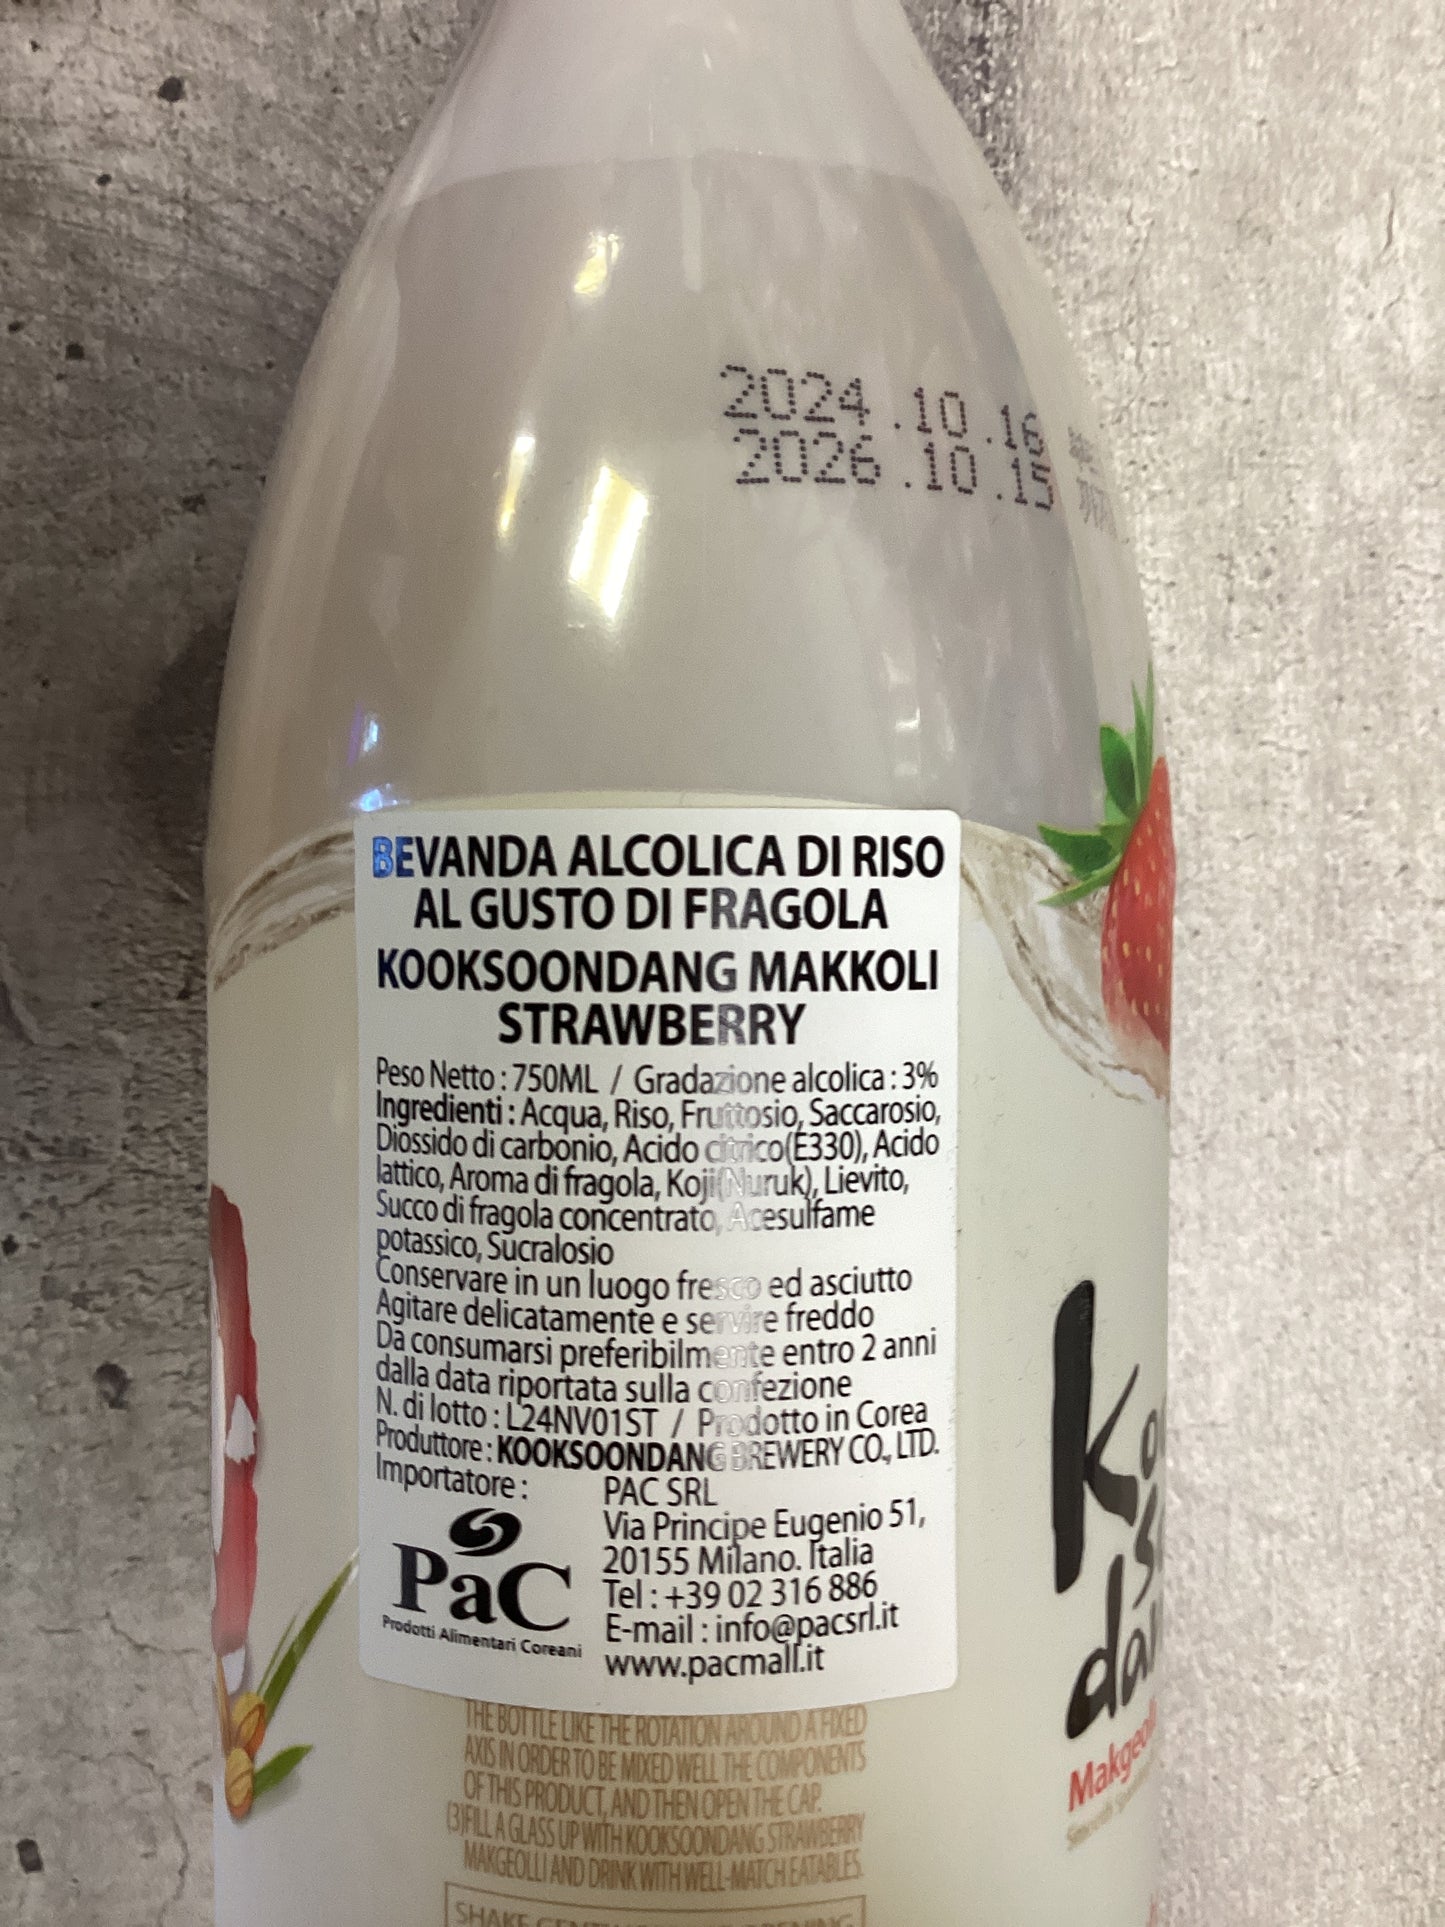 2024.10.16
2026.10.15
BEVANDA ALCOLICA DI RISO
AL GUSTO DI FRAGOLA
KOOKSOONDANG MAKKOLI
STRAWBERRY
Peso Netto : 750ML / Gradazione alcolica : 3%
Ingredienti : Acqua, Riso, Fruttosio, Saccarosio,
Diossido di carbonio, Acido citrico(E330), Acido
lattico, Aroma di fragola, Koji(Nuruk), Lievito,
Succo di fragola concentrato, Acesulfame
potassico, Sucralosio
Conservare in un luogo fresco ed asciutto
Agitare delicatamente e servire freddo
Da consumarsi preferibilmente entro 2 anni
dalla data riportata sulla confezione
N. di lotto : L24NV01ST / Prodotto in Corea
Produttore : KOOKSOONDANG BREWERY CO., LTD.
Importatore :
PAC SRL
Via Principe Eugenio 51,
20155 Milano. Italia
Tel : +39 02 316 886
E-mail : info@pacsrl.it
www.pacmall.it
PaC
Prodotti Alimentari Coreani
THE BOTTLE LIKE THE ROTATION AROUND A FIXED
AXIS IN ORDER TO BE MIXED WELL THE COMPONENTS
OF THIS PRODUCT, AND THEN OPEN THE CAP.
(3)FILL A GLASS UP WITH KOOKSOONDANG STRAWBERRY
MAKGEOLLI AND DRINK WITH WELL-MATCH EATABLES.